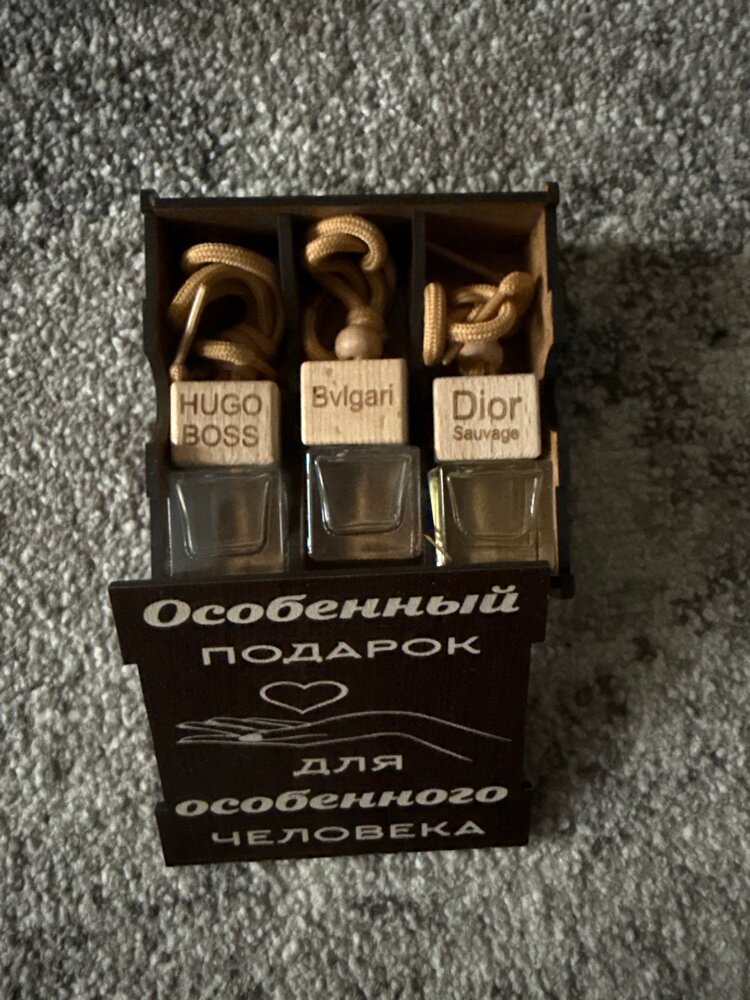 HUGO
BOSS
Bvlgari
Dior
Sauvage
Особенный
ПОДАРОК
ДЛЯ
особенного
ЧЕЛОВЕКА